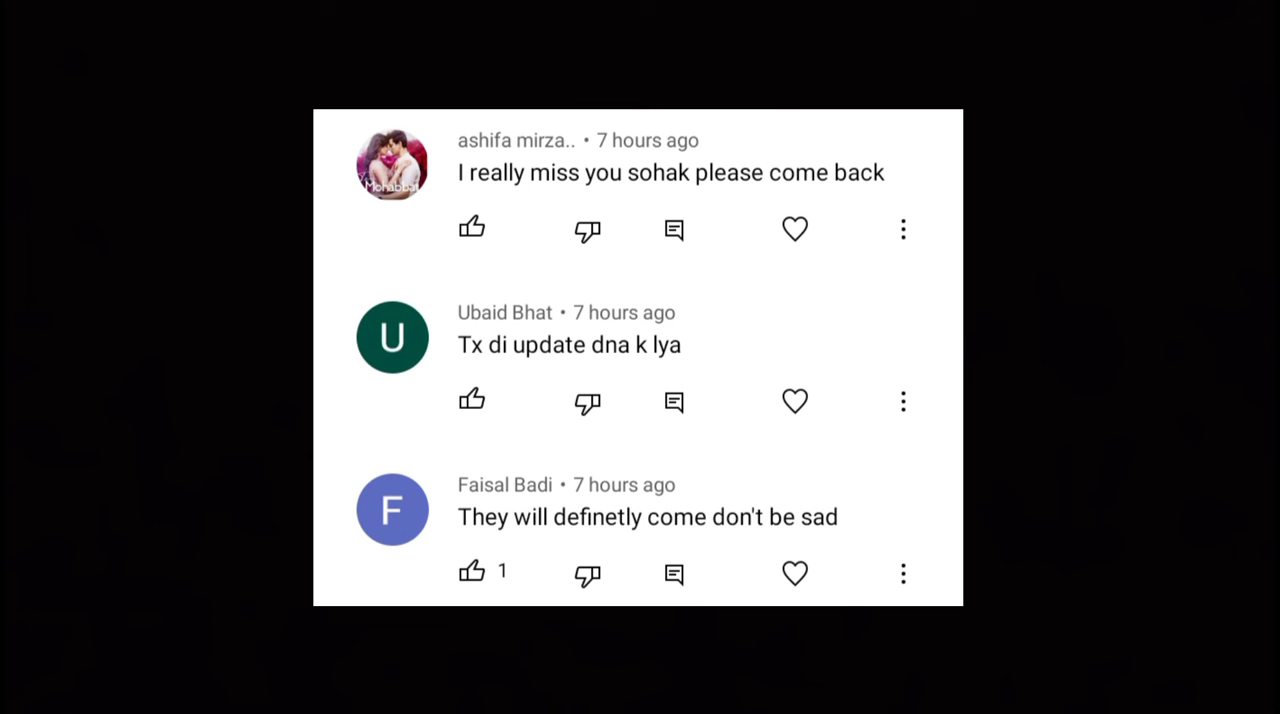 ashifa mirza.. • 7 hours ago
I really miss you sohak please come back
Mohabbat
U
Ubaid Bhat • 7 hours ago
Tx di update dna k lya
F
Faisal Badi • 7 hours ago
They will definetly come don't be sad
1